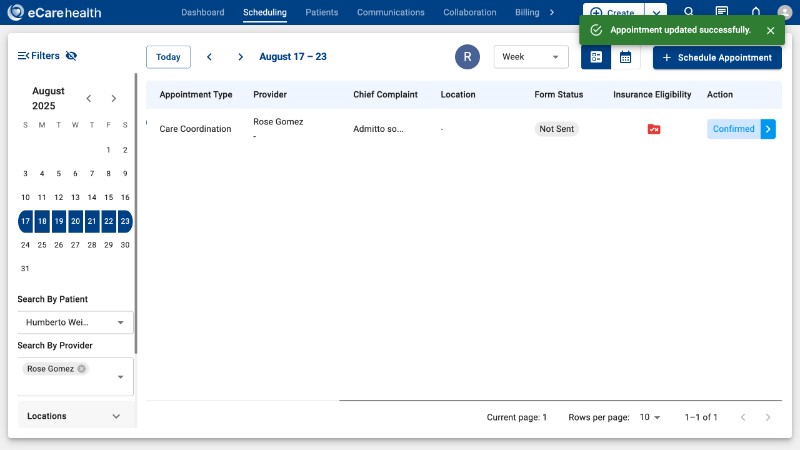 eCarehealth
Dashboard Scheduling Patients Communications Collaboration Billing
Create
Appointment updated successfully.
Filters
Today
August 17 – 23
R
Week
Schedule Appointment
August
2025
S M T W T F S
1 2
3 4 5 6 7 8 9
10 11 12 13 14 15 16
17 18 19 20 21 22 23
24 25 26 27 28 29 30
31
Search By Patient
Humberto Wei...
Search By Provider
Rose Gomez
Locations
Appointment Type Provider Chief Complaint Location Form Status Insurance Eligibility Action
Care Coordination Rose Gomez Admitto so... - Not Sent Confirmed
-
Current page: 1 Rows per page: 10 1–1 of 1